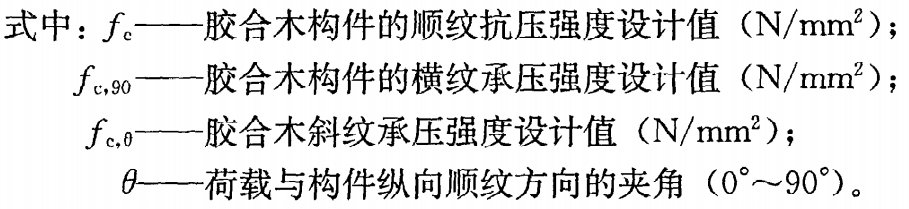 式中：f_c——胶合木构件的顺纹抗压强度设计值（N/mm²）；
f_{c,90}——胶合木构件的横纹承压强度设计值（N/mm²）；
f_{c,θ}——胶合木斜纹承压强度设计值（N/mm²）；
θ——荷载与构件纵向顺纹方向的夹角（0°～90°）。